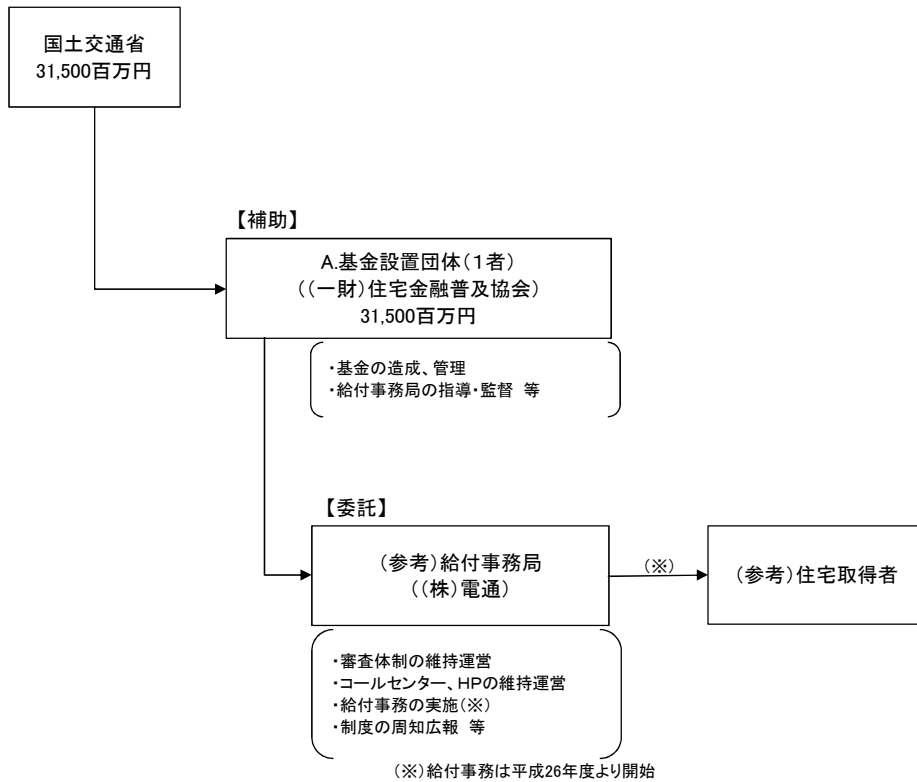 国土交通省
31,500百万円
【補助】
A.基金設置団体(1者)
((一財)住宅金融普及協会)
31,500百万円
・基金の造成、管理
・給付事務局の指導・監督 等
【委託】
(参考)給付事務局
((株)電通)
(※)
(参考)住宅取得者
・審査体制の維持運営
・コールセンター、HPの維持運営
・給付事務の実施(※)
・制度の周知広報 等
(※)給付事務は平成26年度より開始